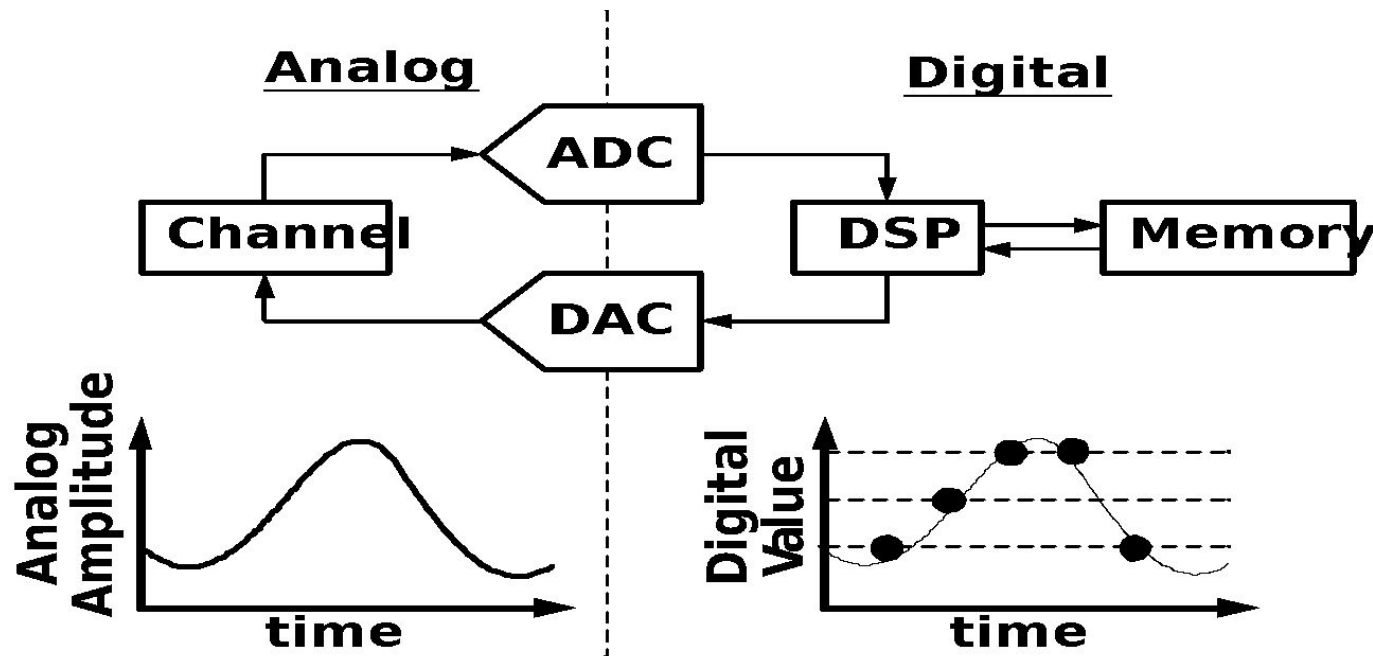 Analog
Digital
ADC
Channel
DSP
Memory
DAC
Analog
Amplitude
time
Digital
Value
time